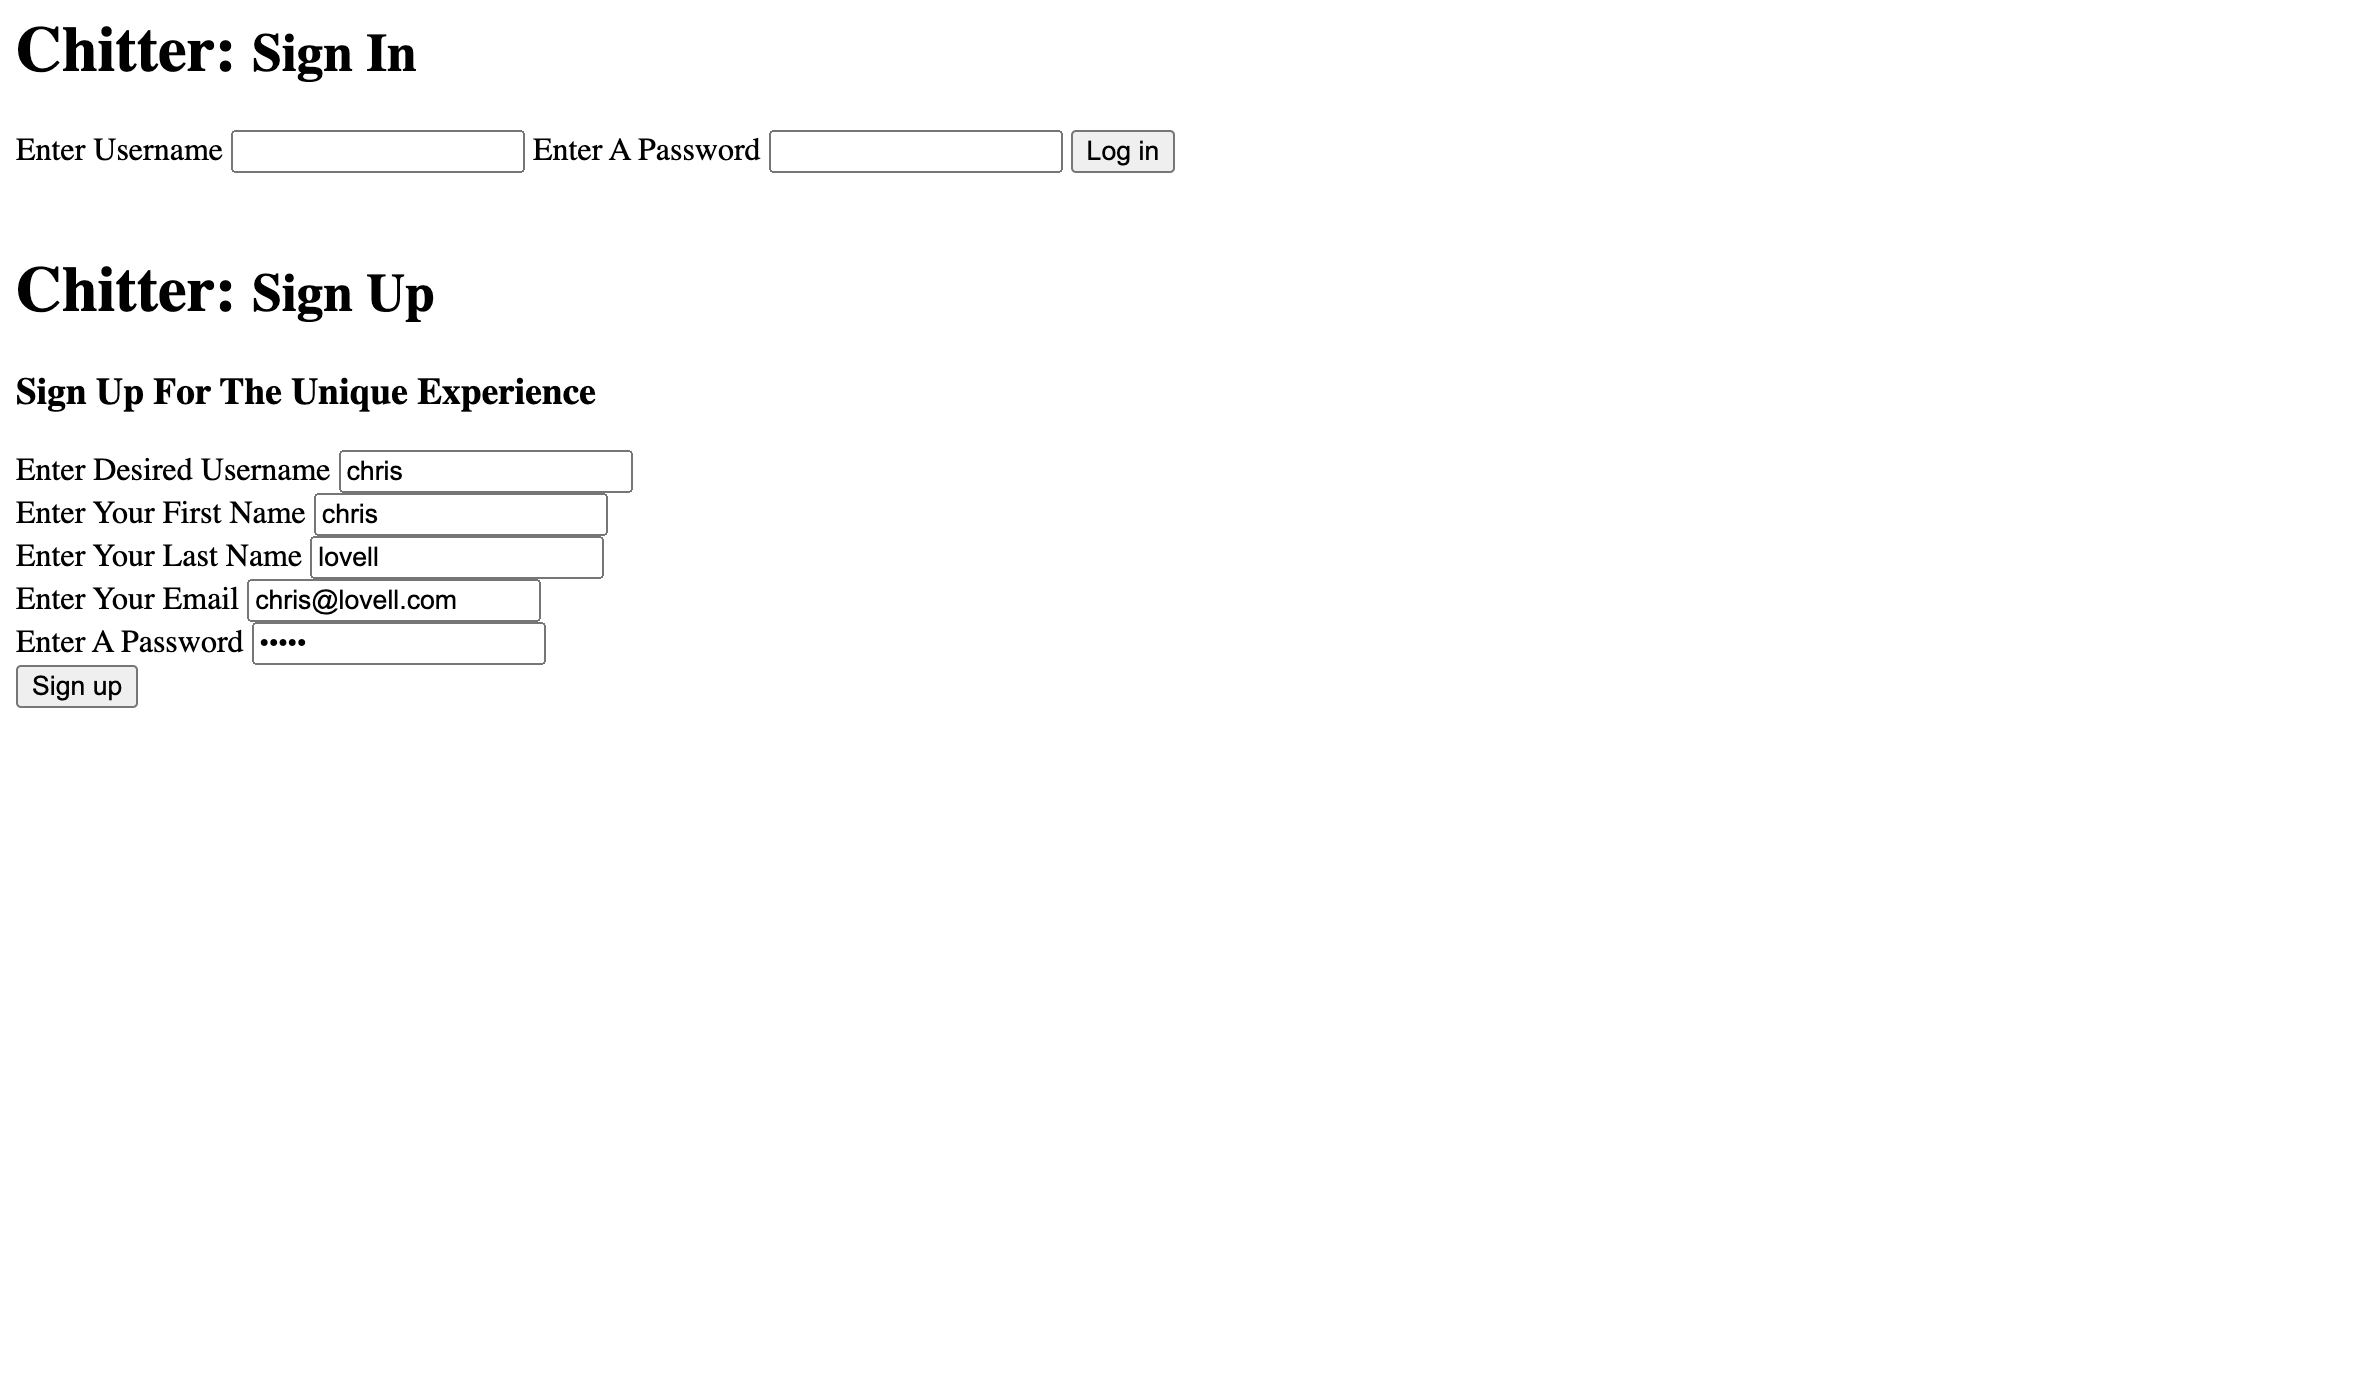 Chitter: Sign In
Enter Username Enter A Password Log in
Chitter: Sign Up
Sign Up For The Unique Experience
Enter Desired Username chris
Enter Your First Name chris
Enter Your Last Name lovell
Enter Your Email chris@lovell.com
Enter A Password •••••
Sign up